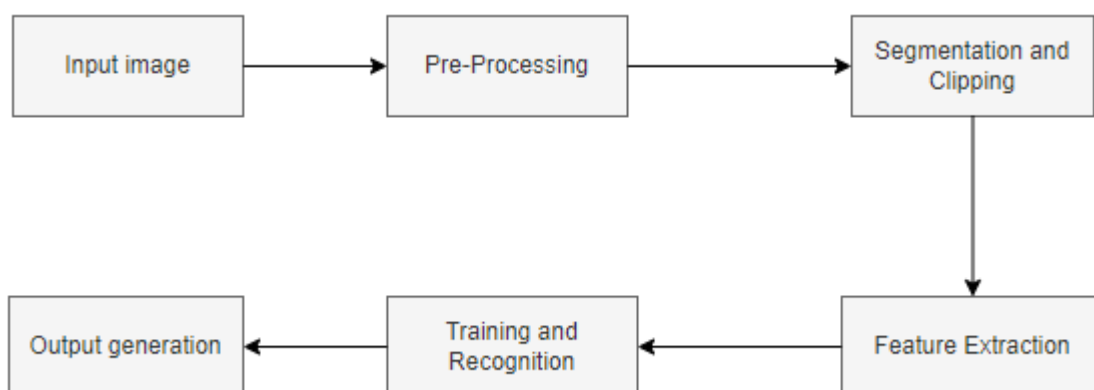 Input image
Pre-Processing
Segmentation and
Clipping
Feature Extraction
Training and
Recognition
Output generation